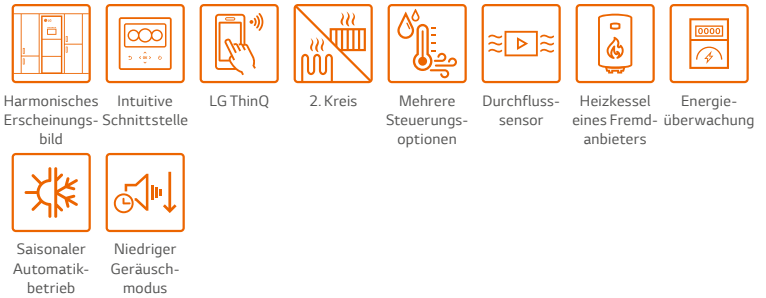 Harmonisches
Erscheinungs-
bild
Intuitive
Schnittstelle
LG ThinQ
2. Kreis
Mehrere
Steuerungs-
optionen
Durchfluss-
sensor
Heizkessel
eines Fremd-
anbieters
Energie-
überwachung
Saisonaler
Automatik-
betrieb
Niedriger
Geräusch-
modus